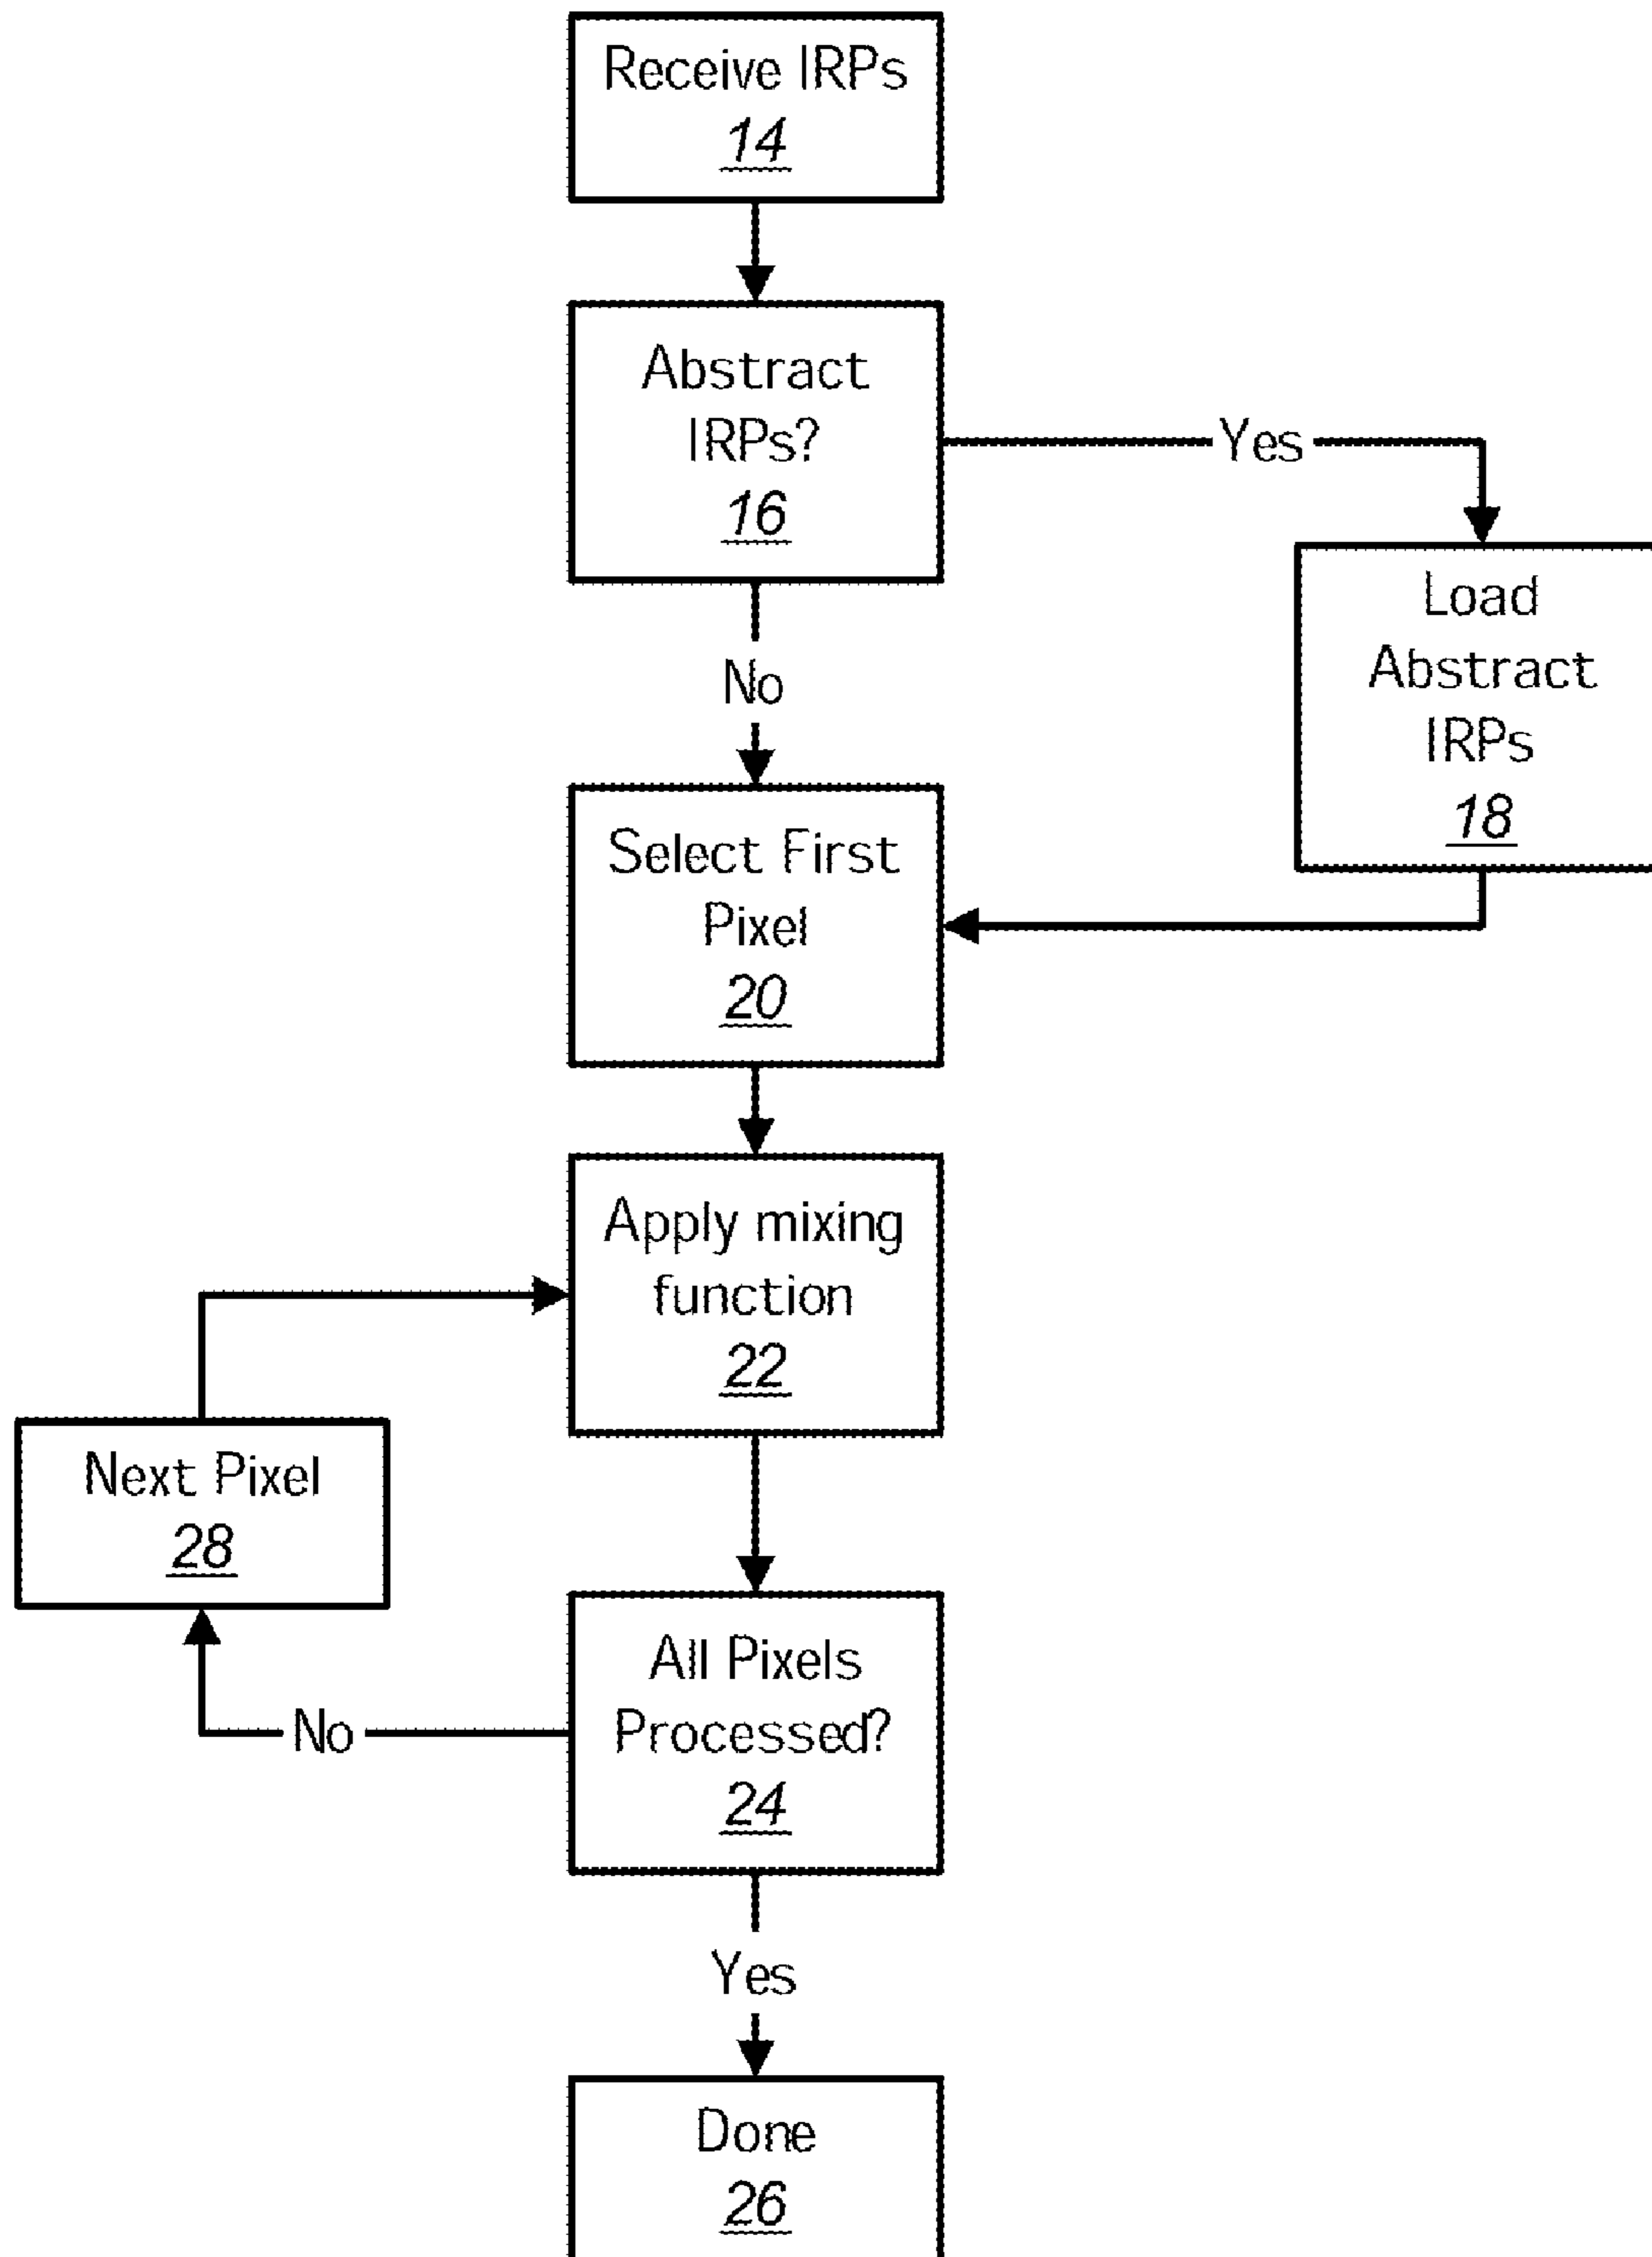 Receive IRPs
14
Abstract
IRPs?
16
Yes
Load
Abstract
IRPs
18
No
Select First
Pixel
20
Apply mixing
function
22
Next Pixel
28
All Pixels
Processed?
24
No
Yes
Done
26